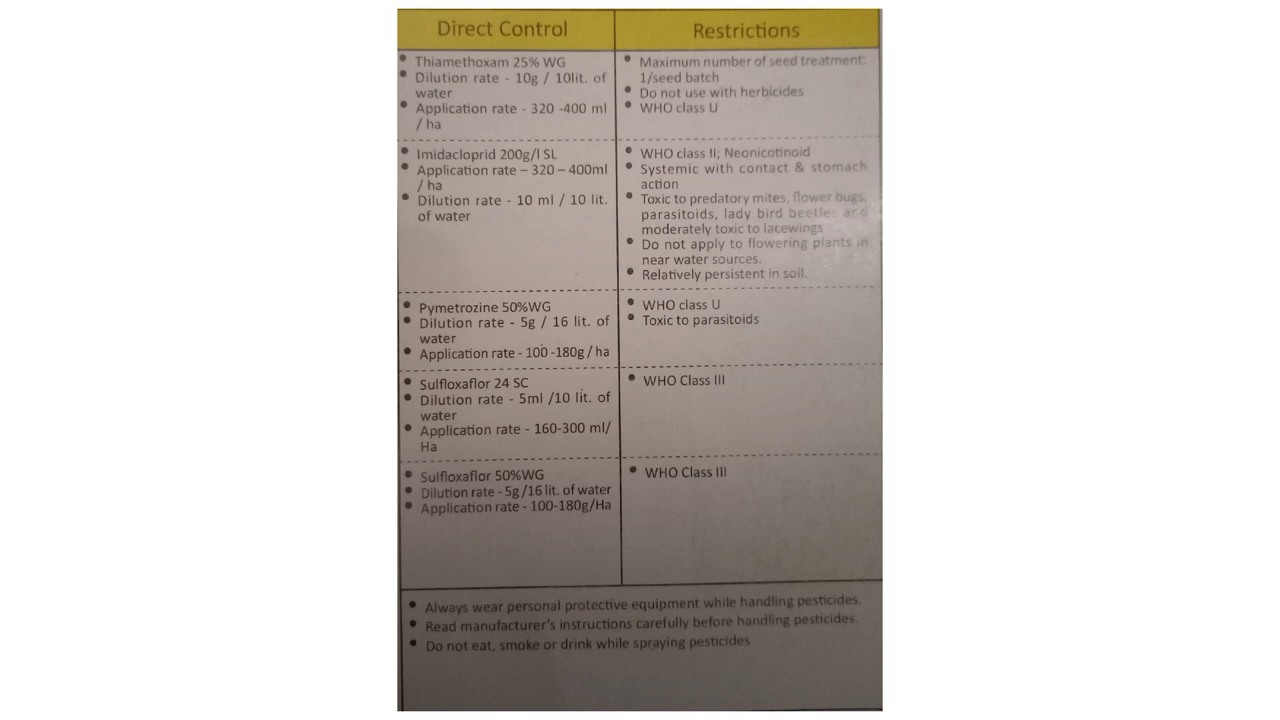 Direct Control
Restrictions
• Thiamethoxam 25% WG
• Dilution rate - 10g / 10lit. of
water
• Application rate - 320 -400 ml
/ ha
• Maximum number of seed treatment:
1/seed batch
• Do not use with herbicides
• WHO class U
• Imidacloprid 200g/l SL
• Application rate – 320 – 400ml
/ ha
• Dilution rate - 10 ml / 10 lit.
of water
• WHO class II; Neonicotinoid
• Systemic with contact & stomach
action
• Toxic to predatory mites, flower bugs,
parasitoids, lady bird beetles and
moderately toxic to lacewings
• Do not apply to flowering plants in
near water sources.
• Relatively persistent in soil.
• Pymetrozine 50%WG
• Dilution rate - 5g / 16 lit. of
water
• Application rate - 100 -180g / ha
• WHO class U
• Toxic to parasitoids
• Sulfloxaflor 24 SC
• Dilution rate - 5ml /10 lit. of
water
• Application rate - 160-300 ml/
Ha
• WHO Class III
• Sulfloxaflor 50%WG
• Dilution rate - 5g /16 lit. of water
• Application rate - 100-180g/Ha
• WHO Class III
• Always wear personal protective equipment while handling pesticides.
• Read manufacturer's instructions carefully before handling pesticides.
• Do not eat, smoke or drink while spraying pesticides